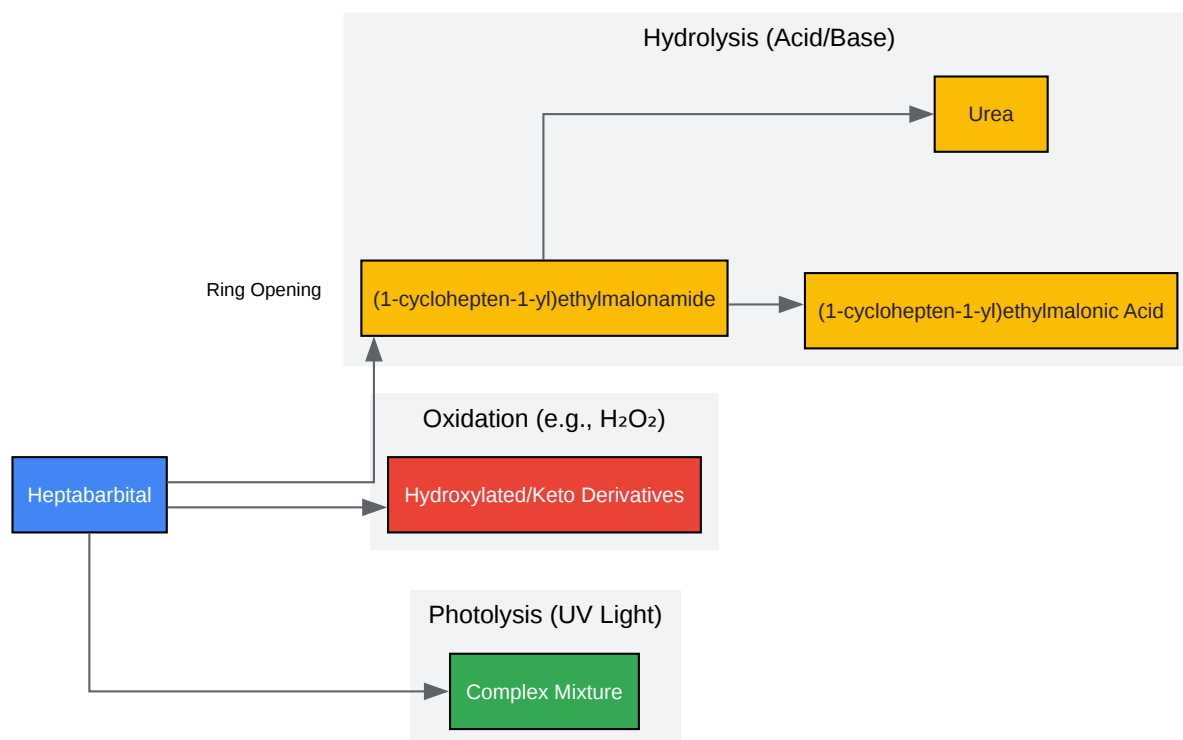 Hydrolysis (Acid/Base)
Urea
Ring Opening
(1-cyclohepten-1-yl)ethylmalonamide
(1-cyclohepten-1-yl)ethylmalonic Acid
Oxidation (e.g., H₂O₂)
Heptabarbital
Hydroxylated/Keto Derivatives
Photolysis (UV Light)
Complex Mixture